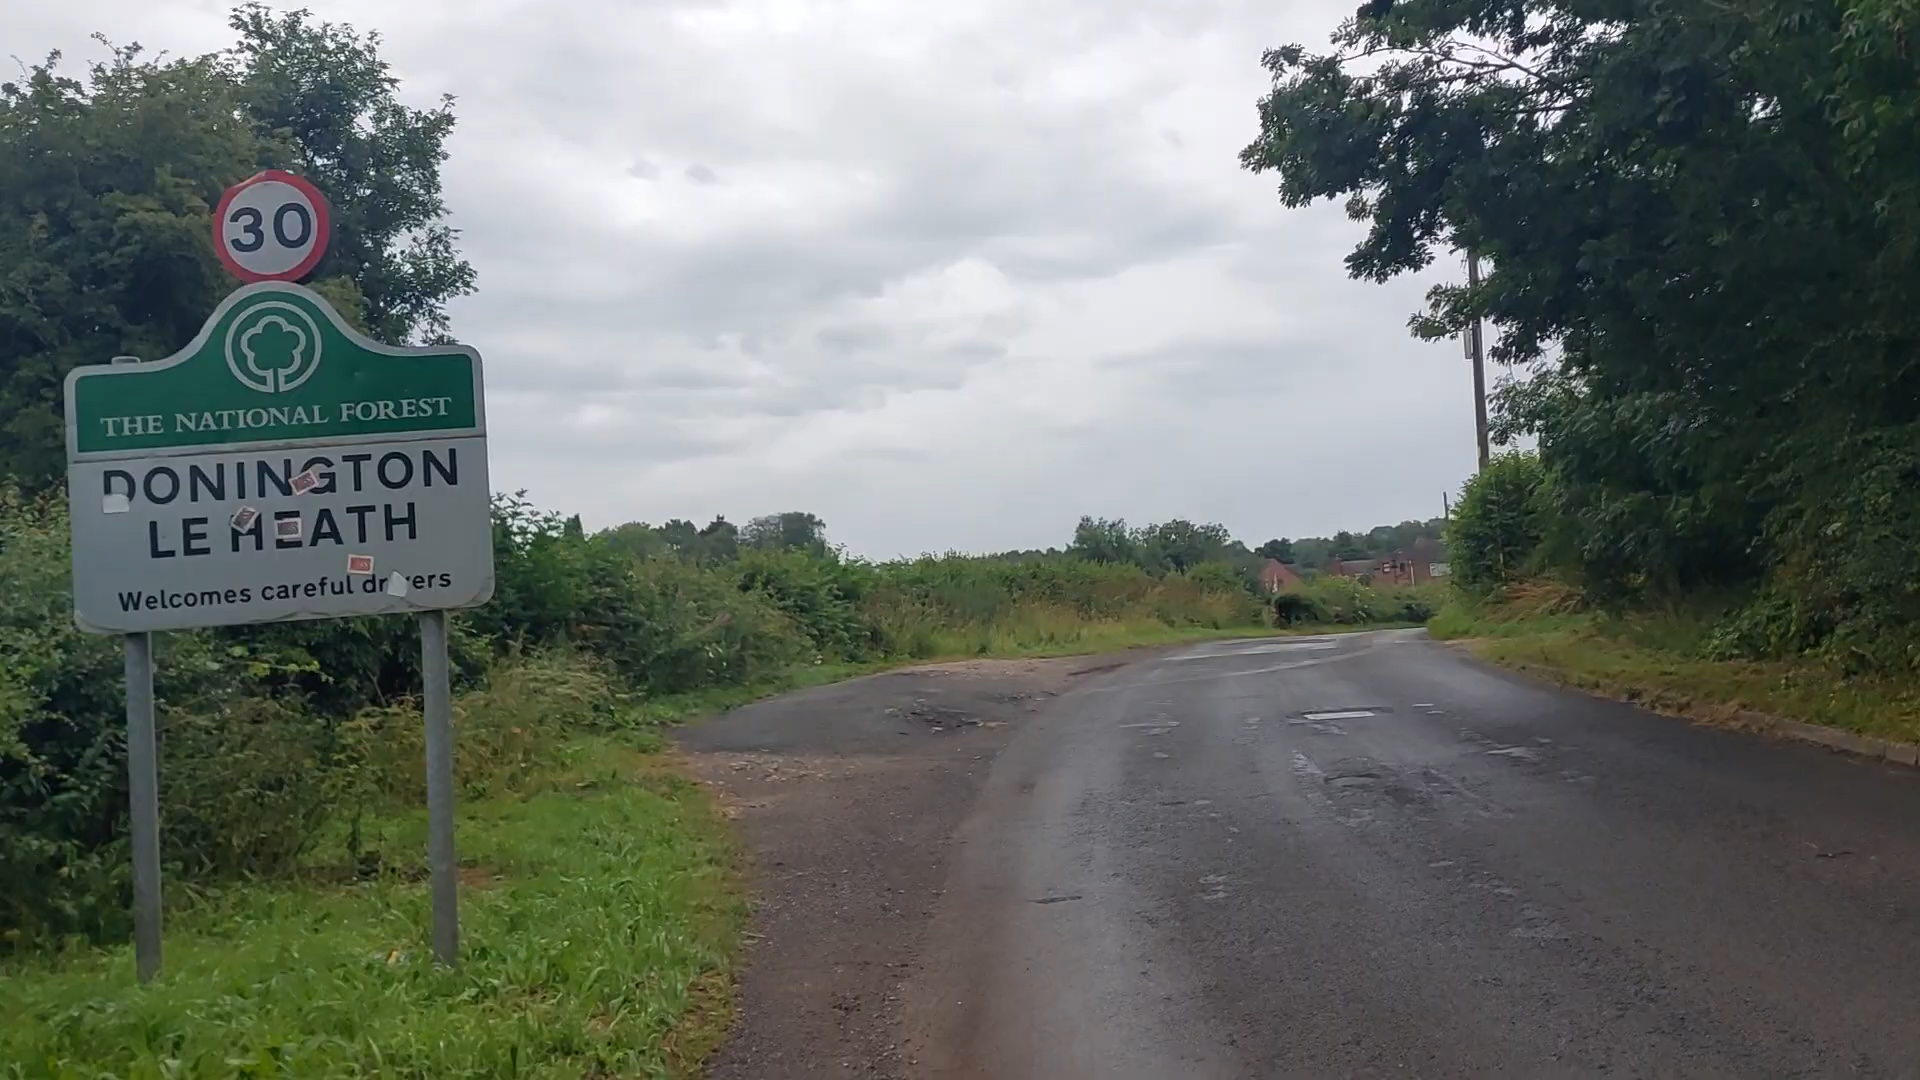 30
THE NATIONAL FOREST
DONINGTON
LE HEATH
Welcomes careful drivers